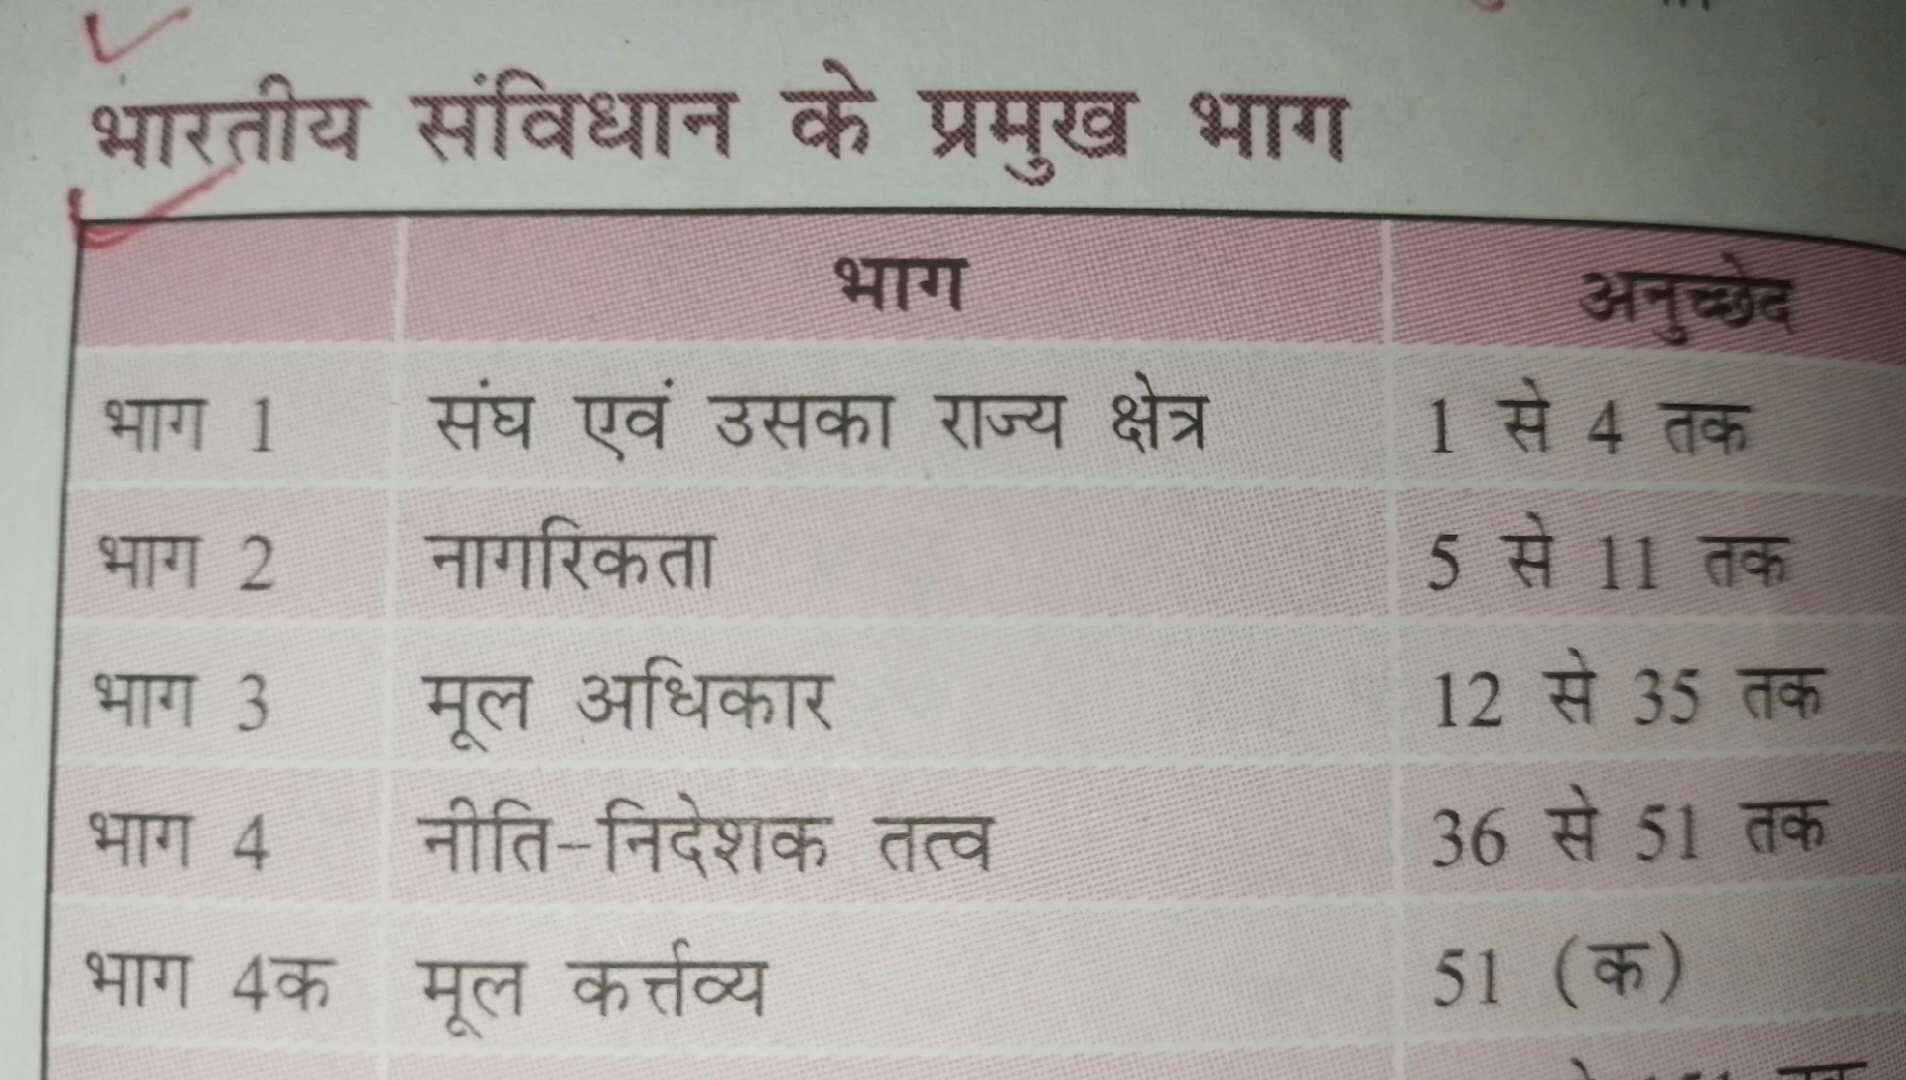 भारतीय संविधान के प्रमुख भाग
भाग अनुच्छेद
भाग 1 संघ एवं उसका राज्य क्षेत्र 1 से 4 तक
भाग 2 नागरिकता 5 से 11 तक
भाग 3 मूल अधिकार 12 से 35 तक
भाग 4 नीति-निदेशक तत्व 36 से 51 तक
भाग 4क मूल कर्त्तव्य 51 (क)